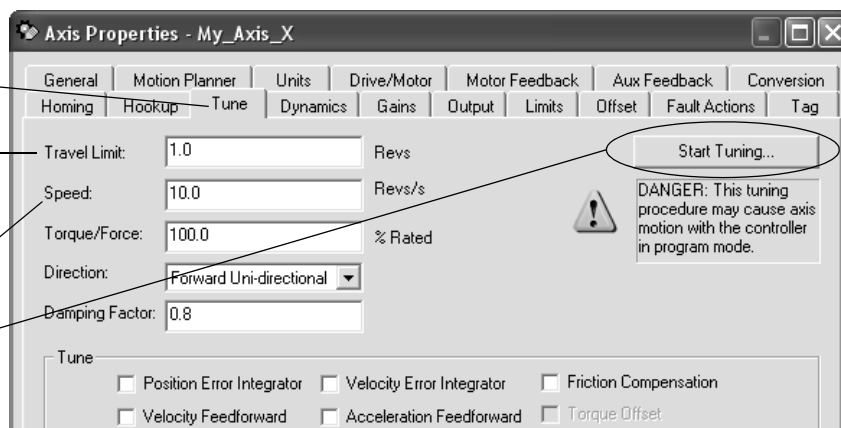 Axis Properties - My_Axis_X
General Motion Planner Units Drive/Motor Motor Feedback Aux Feedback Conversion
Homing Hookup Tune Dynamics Gains Output Limits Offset Fault Actions Tag
Travel Limit: 1.0 Revs
Start Tuning...
Speed: 10.0 Revs/s
DANGER: This tuning
procedure may cause axis
motion with the controller
in program mode.
Torque/Force: 100.0 % Rated
Direction: Forward Uni-directional
Damping Factor: 0.8
Tune
Position Error Integrator Velocity Error Integrator Friction Compensation
Velocity Feedforward Acceleration Feedforward Torque Offset